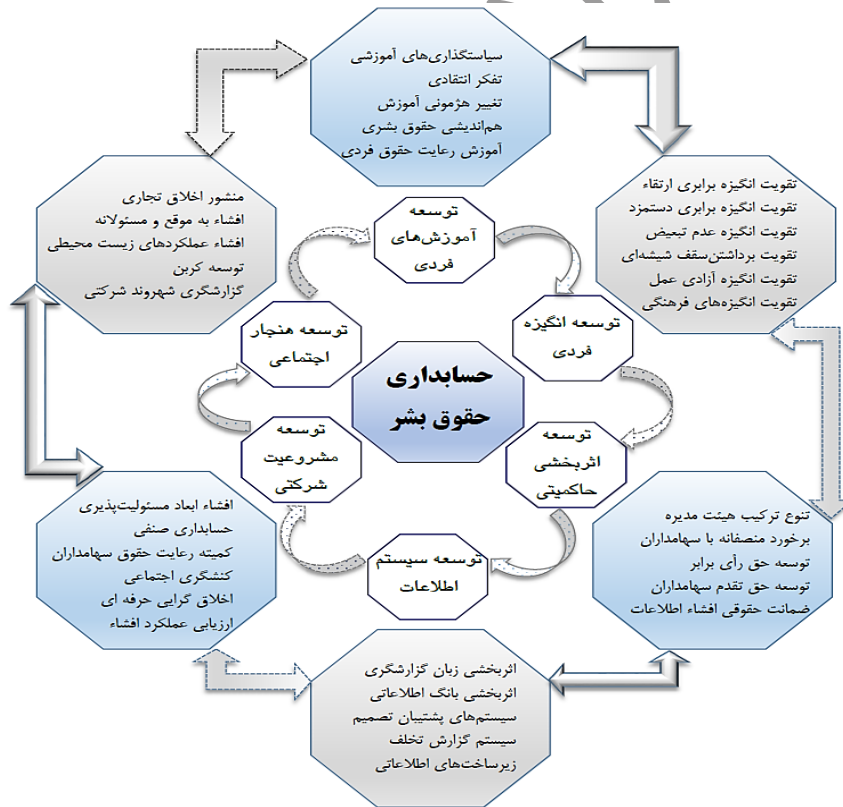 سیاستگذاری‌های آموزشی
تفکر انتقادی
تغییر هژمونی آموزش
هم‌اندیشی حقوق بشری
آموزش رعایت حقوق فردی
تقویت انگیزه برابری ارتقاء
تقویت انگیزه برابری دستمزد
تقویت انگیزه عدم تبعیض
تقویت برداشتن‌سقف شیشه‌ای
تقویت انگیزه آزادی عمل
تقویت انگیزه‌های فرهنگی
منشور اخلاق تجاری
افشاء به موقع و مسئولانه
افشاء عملکردهای زیست محیطی
توسعه کربن
گزارشگری شهروند شرکتی
توسعه
آموزش‌های
فردی
توسعه انگیزه
فردی
توسعه هنجار
اجتماعی
حسابداری
حقوق بشر
توسعه
اثربخشی
حاکمیتی
توسعه
مشروعیت
شرکتی
توسعه سیستم
اطلاعات
تنوع ترکیب هیئت مدیره
برخورد منصفانه با سهامداران
توسعه حق رأی برابر
توسعه حق تقدم سهامداران
ضمانت حقوقی افشاء اطلاعات
افشاء ابعاد مسئولیت‌پذیری
حسابداری صنفی
کمیته رعایت حقوق سهامداران
کنشگری اجتماعی
اخلاق گرایی حرفه ای
ارزیابی عملکرد افشاء
اثربخشی زبان گزارشگری
اثربخشی بانگ اطلاعاتی
سیستم‌های پشتیبان تصمیم
سیستم گزارش تخلف
زیرساخت‌های اطلاعاتی